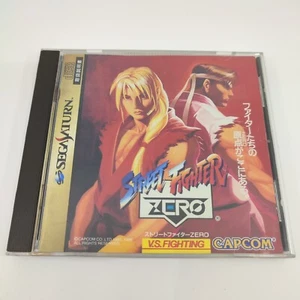 SEGA SATURN
ファイターたちの
原点がここにある。
STREET FIGHTER
ZERO
ストリートファイターZERO
V.S. FIGHTING
CAPCOM